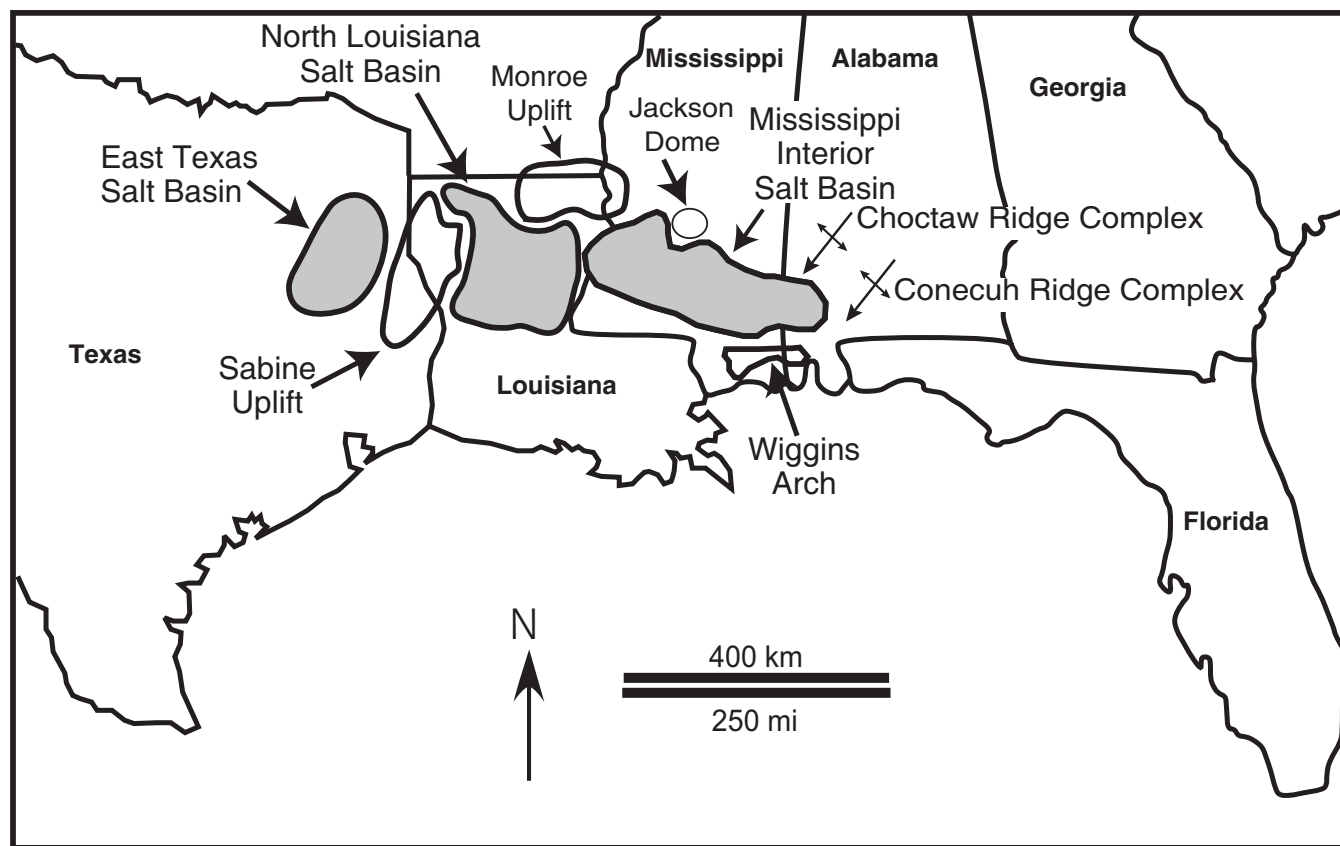 North Louisiana
Salt Basin
Monroe
Uplift
Mississippi
Alabama
Georgia
Jackson
Dome
Mississippi
Interior
Salt Basin
East Texas
Salt Basin
Choctaw Ridge Complex
Conecuh Ridge Complex
Texas
Sabine
Uplift
Louisiana
Wiggins
Arch
Florida
N
400 km
250 mi